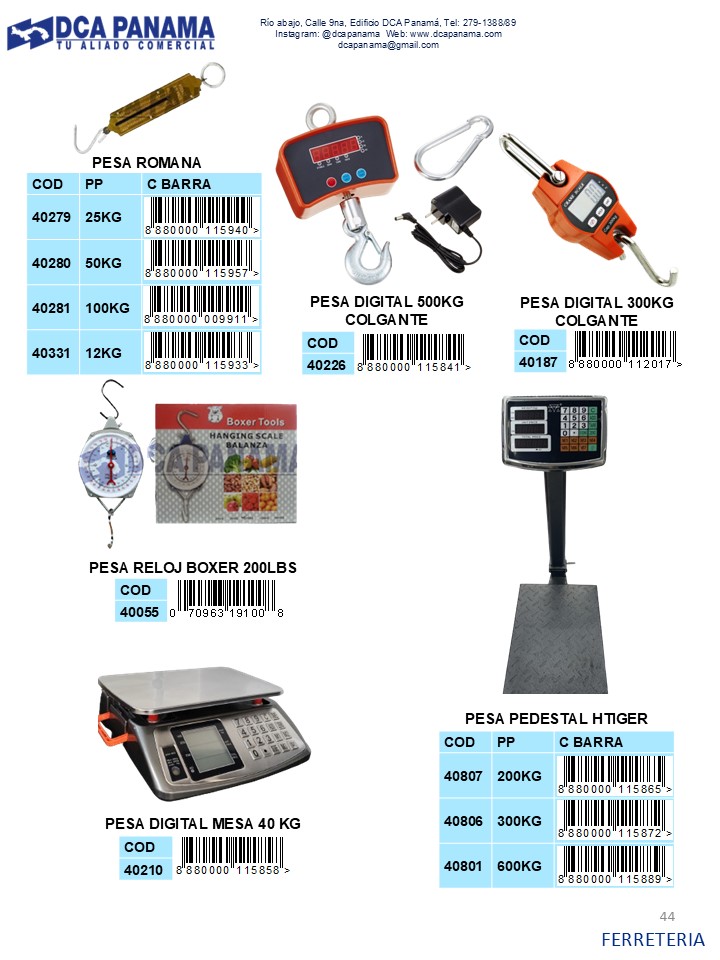 DCA PANAMA
TU ALIADO COMERCIAL
Río abajo, Calle 9na, Edificio DCA Panamá, Tel: 279-1388/89
Instagram: @dcapanama Web: www.dcapanama.com
dcapanama@gmail.com
PESA ROMANA
COD PP C BARRA
40279 25KG 8 880000 115940 >
40280 50KG 8 880000 115957 >
40281 100KG 8 880000 009911 >
40331 12KG 8 880000 115933 >
PESA DIGITAL 500KG
COLGANTE
COD
40226 8 880000 115841 >
CRANE SCALE
PESA DIGITAL 300KG
COLGANTE
COD
40187 8 880000 112017 >
Boxer Tools
HANGING SCALE
BALANZA
DCA PANAMA
PESA RELOJ BOXER 200LBS
COD
40055 0 70963 19100 8
PESA DIGITAL MESA 40 KG
COD
40210 8 880000 115858 >
PESA PEDESTAL HTIGER
COD PP C BARRA
40807 200KG 8 880000 115865 >
40806 300KG 8 880000 115872 >
40801 600KG 8 880000 115889 >
44
FERRETERIA